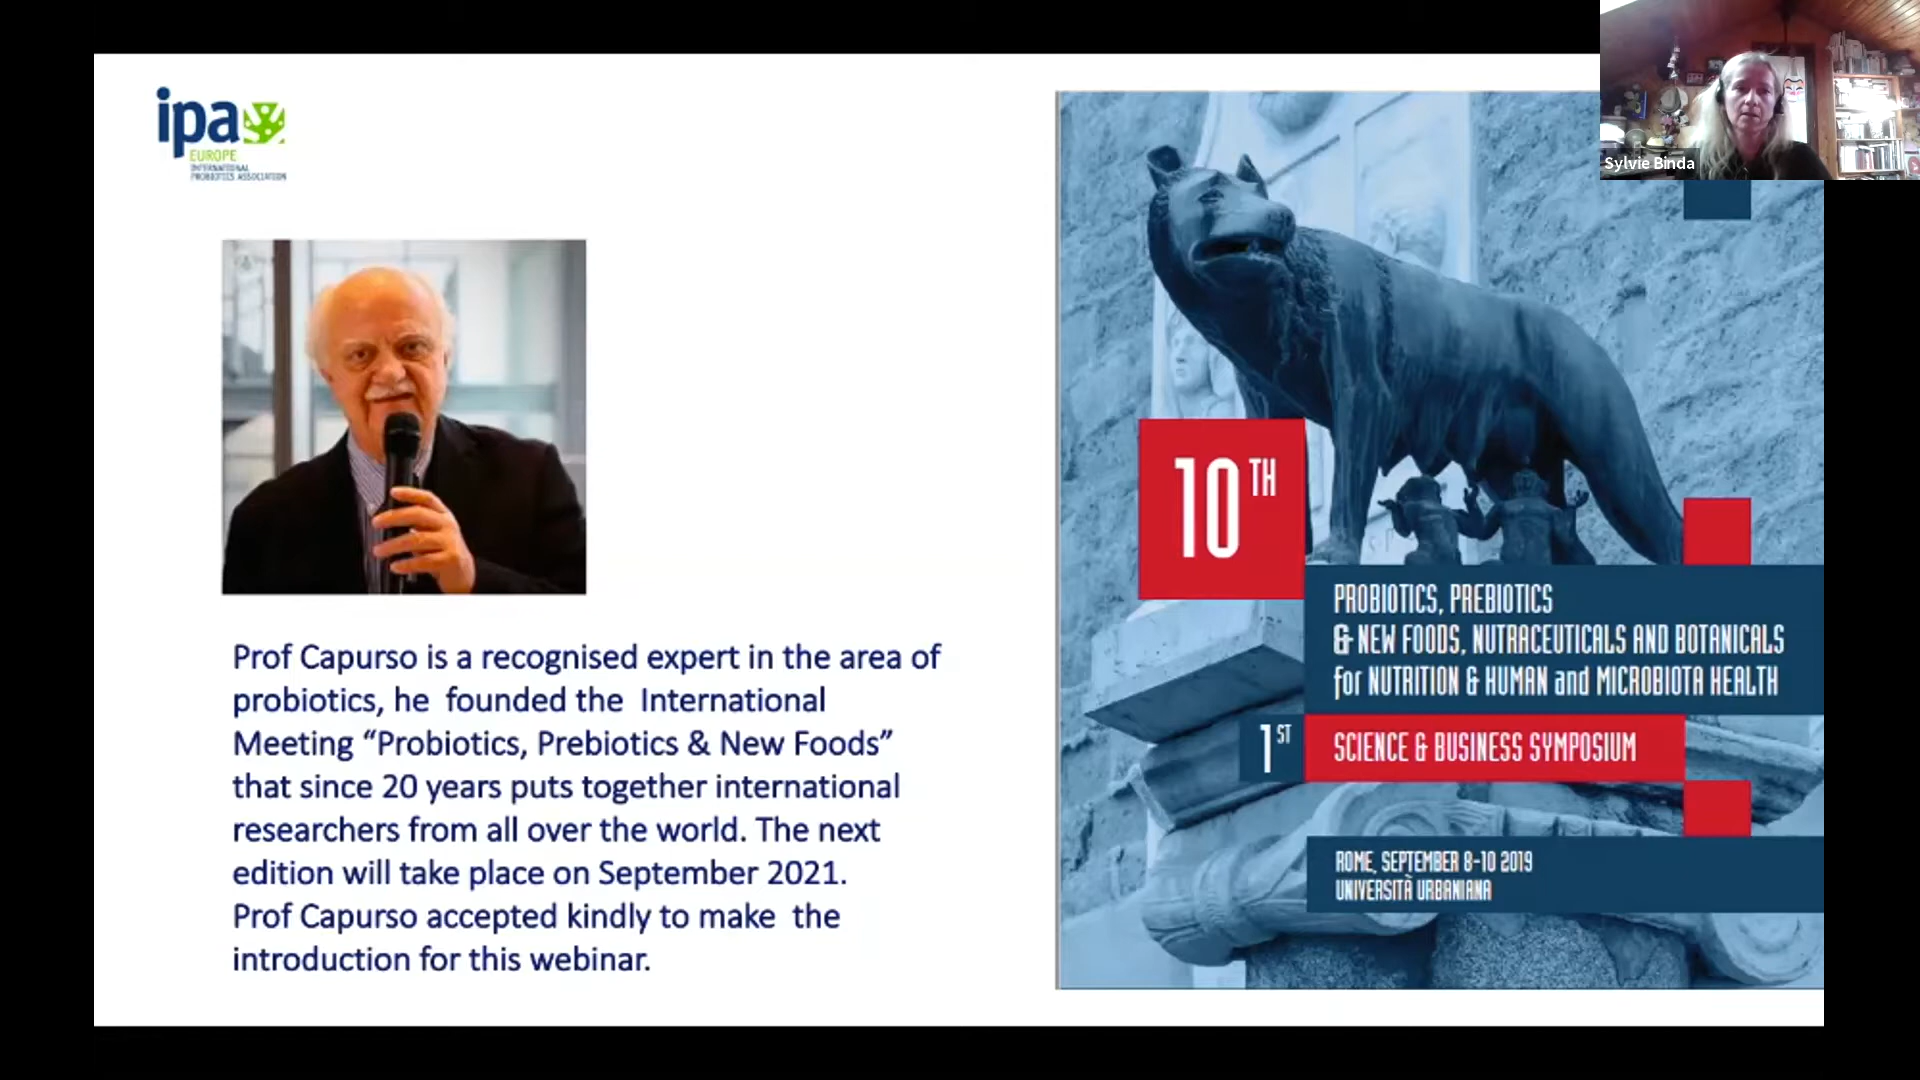 ipa
EUROPE
INTERNATIONAL
PROBIOTICS ASSOCIATION
Prof Capurso is a recognised expert in the area of
probiotics, he founded the International
Meeting “Probiotics, Prebiotics & New Foods”
that since 20 years puts together international
researchers from all over the world. The next
edition will take place on September 2021.
Prof Capurso accepted kindly to make the
introduction for this webinar.
10TH
PROBIOTICS, PREBIOTICS
& NEW FOODS, NUTRACEUTICALS AND BOTANICALS
for NUTRITION & HUMAN and MICROBIOTA HEALTH
1ST
SCIENCE & BUSINESS SYMPOSIUM
ROME, SEPTEMBER 8-10 2019
UNIVERSITÀ URBANIANA
Sylvie Binda